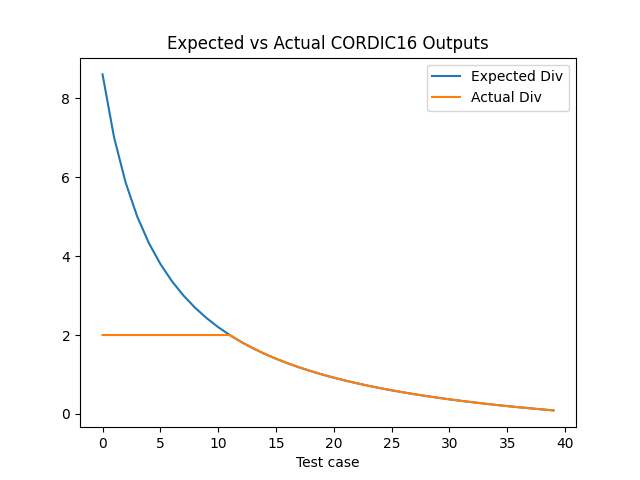 Expected vs Actual CORDIC16 Outputs
Expected Div
Actual Div
8
6
4
2
0
0 5 10 15 20 25 30 35 40
Test case